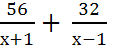 56/(x+1) + 32/(x−1)